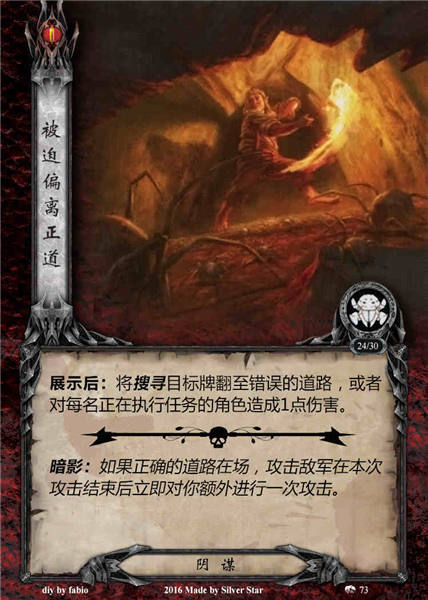 被迫偏离正道
24/30
展示后：将搜寻目标牌翻至错误的道路，或者
对每名正在执行任务的角色造成1点伤害。
暗影：如果正确的道路在场，攻击敌军在本次
攻击结束后立即对你额外进行一次攻击。
阴谋
diy by fabio 2016 Made by Silver Star 73